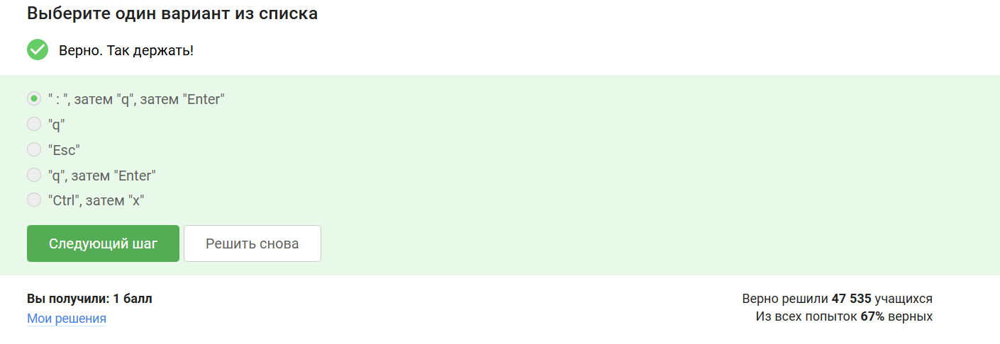 Выберите один вариант из списка
Верно. Так держать!
" : ", затем "q", затем "Enter"
"q"
"Esc"
"q", затем "Enter"
"Ctrl", затем "x"
Следующий шаг
Решить снова
Вы получили: 1 балл
Мои решения
Верно решили 47 535 учащихся
Из всех попыток 67% верных